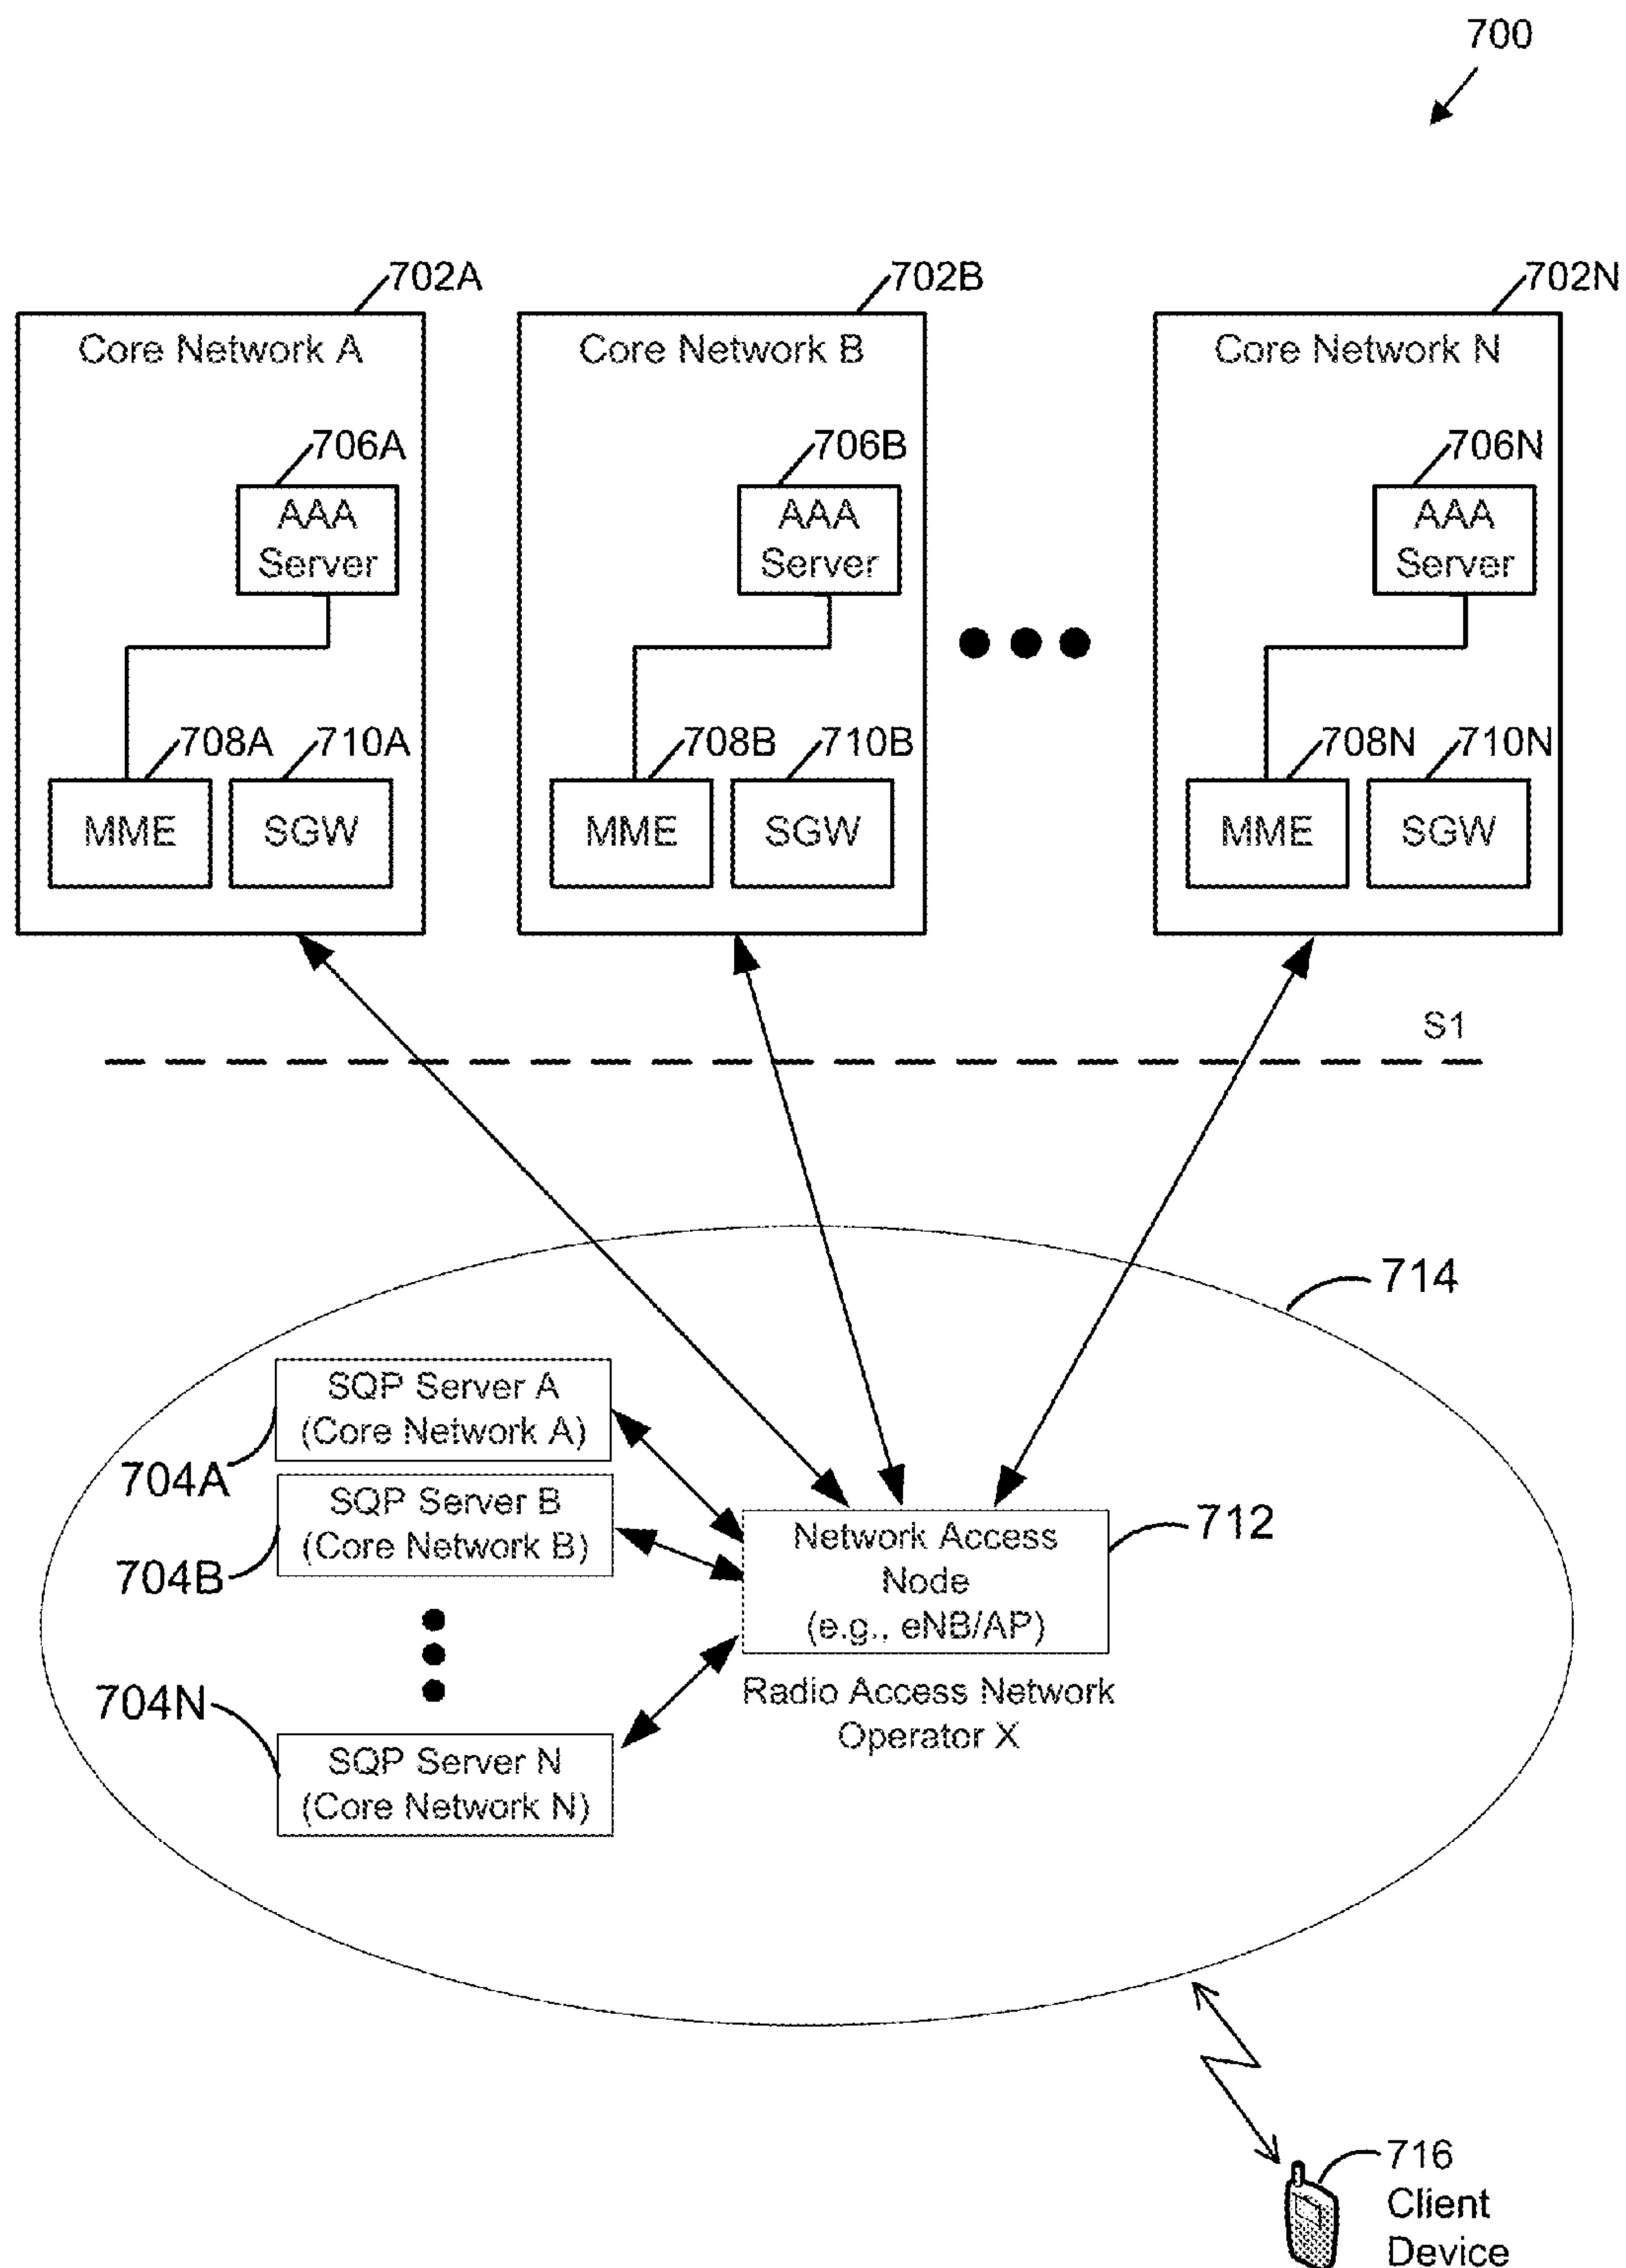 700
702A
702B
702N
Core Network A
Core Network B
Core Network N
706A
706B
706N
AAA
Server
AAA
Server
AAA
Server
708A
710A
708B
710B
708N
710N
MME
SGW
MME
SGW
MME
SGW
S1
714
SQP Server A
(Core Network A)
704A
SQP Server B
(Core Network B)
704B
Network Access
Node
(e.g., eNB/AP)
712
Radio Access Network
Operator X
704N
SQP Server N
(Core Network N)
716
Client
Device